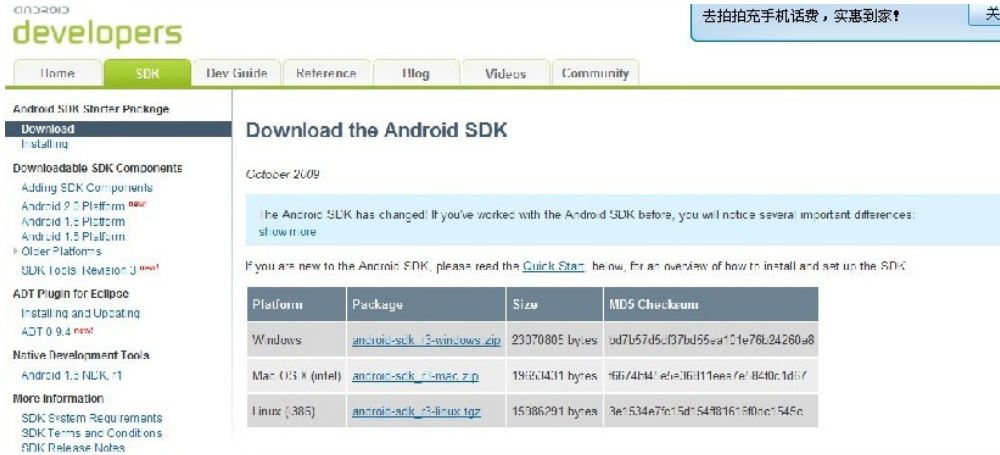 ANDROID
developers
去拍拍充手机话费，实惠到家!
关
Home
SDK
Dev Guide
Reference
Blog
Videos
Community
Android SDK Starter Package
Download
Installing
Downloadable SDK Components
Adding SDK Components
Android 2.0 Platform new!
Android 1.6 Platform
Android 1.5 Platform
Older Platforms
SDK Tools, Revision 3 new!
ADT Plugin for Eclipse
Installing and Updating
ADT 0.9.4 new!
Native Development Tools
Android 1.5 NDK, r1
More Information
SDK System Requirements
SDK Terms and Conditions
SDK Release Notes
Download the Android SDK
October 2009
The Android SDK has changed! If you've worked with the Android SDK before, you will notice several important differences:
show more
If you are new to the Android SDK, please read the Quick Start, below, for an overview of how to install and set up the SDK.
Platform Package Size MD5 Checksum
Windows android-sdk_r3-windows.zip 23070805 bytes
Mac OS X (intel) android-sdk_r3-mac.zip 19653431 bytes
Linux (i386) android-sdk_r3-linux.tgz